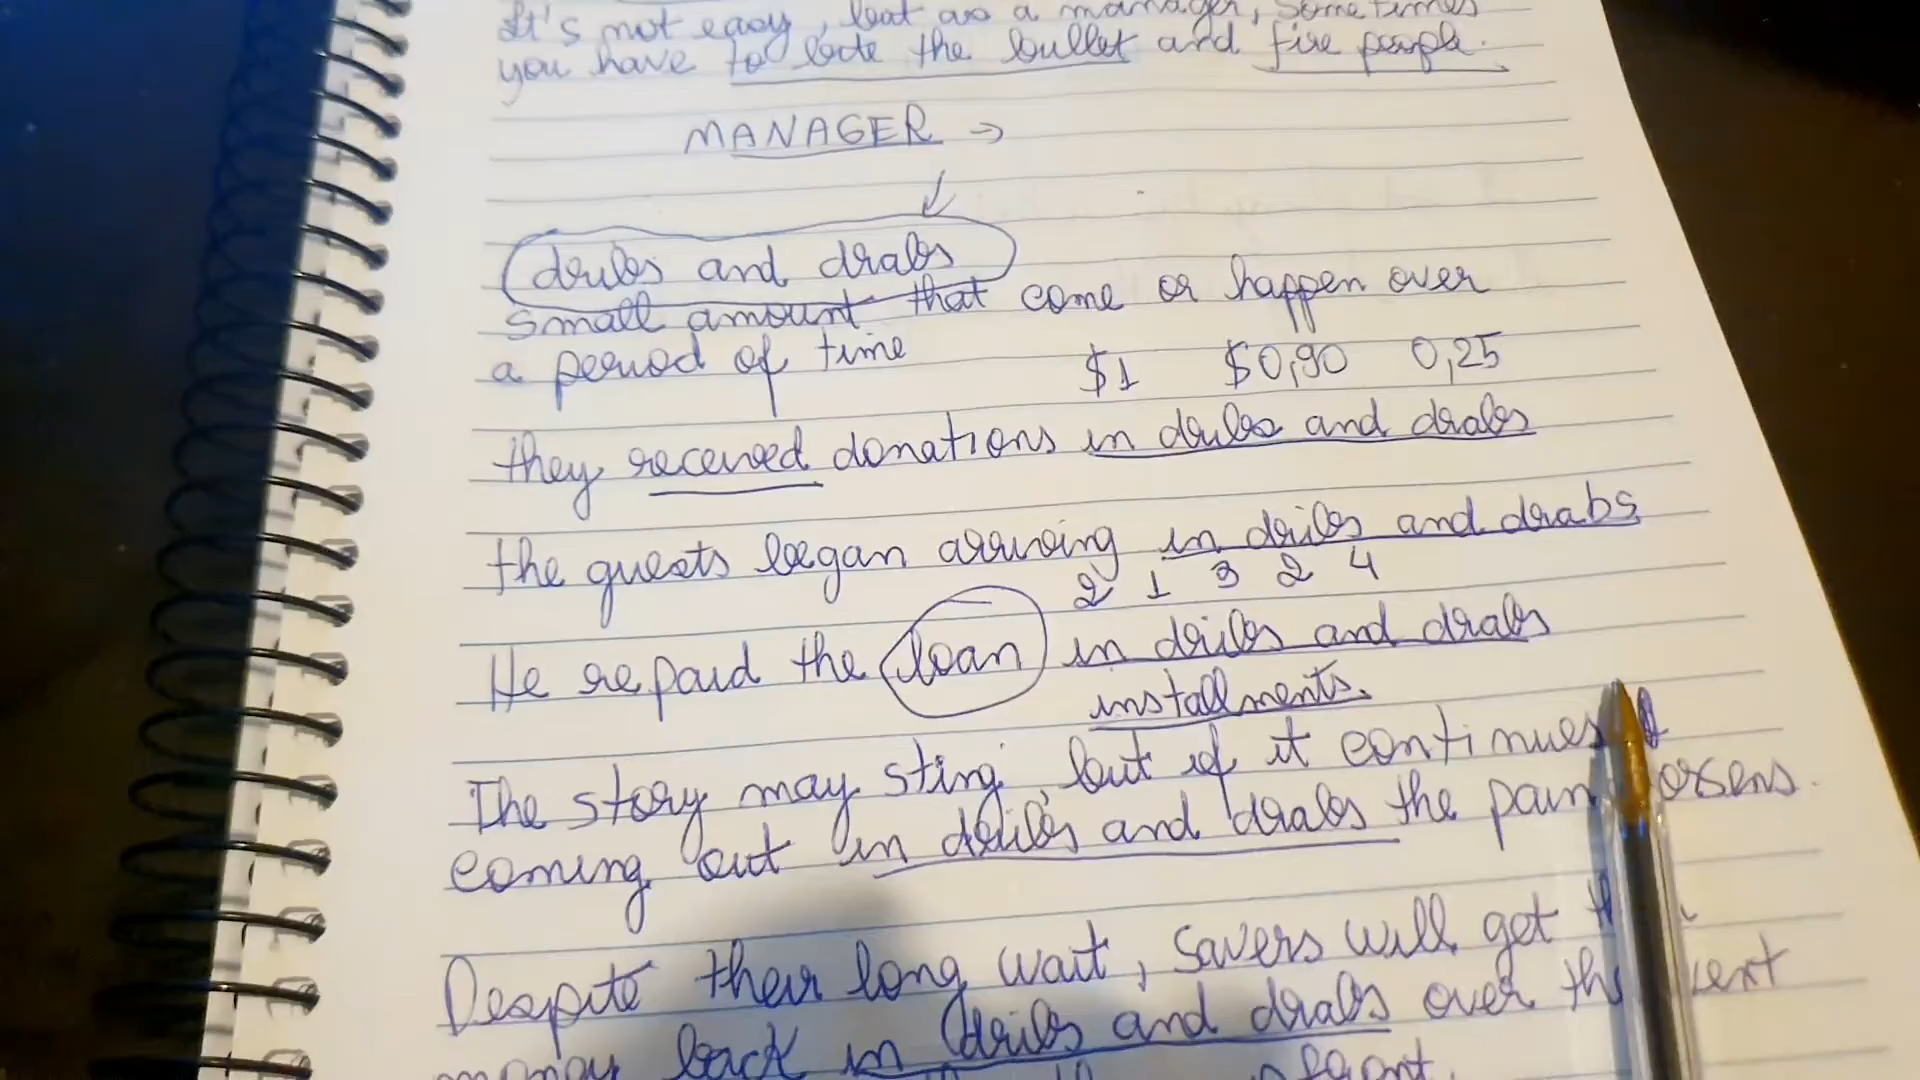 It's not easy, but as a manager, sometimes
you have to bite the bullet and fire people.
MANAGER →
dribs and drabs
small amount that come or happen over
a period of time $1 $0,90 0,25
they received donations in dribs and drabs
the guests began arriving in dribs and drabs
2 1 3 2 4
He repaid the loan in dribs and drabs
installments.
The story may sting, but if it continues
coming out in dribs and drabs the pain
Despite their long wait, savers will get
money back in dribs and drabs over